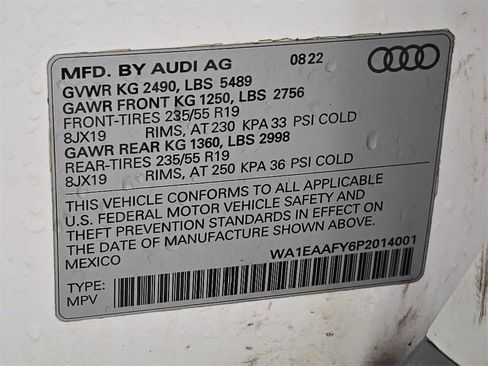 MFD. BY AUDI AG 0822
GVWR KG 2490, LBS 5489
GAWR FRONT KG 1250, LBS 2756
FRONT-TIRES 235/55 R19
8JX19 RIMS, AT 230 KPA 33 PSI COLD
GAWR REAR KG 1360, LBS 2998
REAR-TIRES 235/55 R19
8JX19 RIMS, AT 250 KPA 36 PSI COLD
THIS VEHICLE CONFORMS TO ALL APPLICABLE
U.S. FEDERAL MOTOR VEHICLE SAFETY AND
THEFT PREVENTION STANDARDS IN EFFECT ON
THE DATE OF MANUFACTURE SHOWN ABOVE.
MEXICO
WA1EAAFY6P2014001
TYPE:
MPV